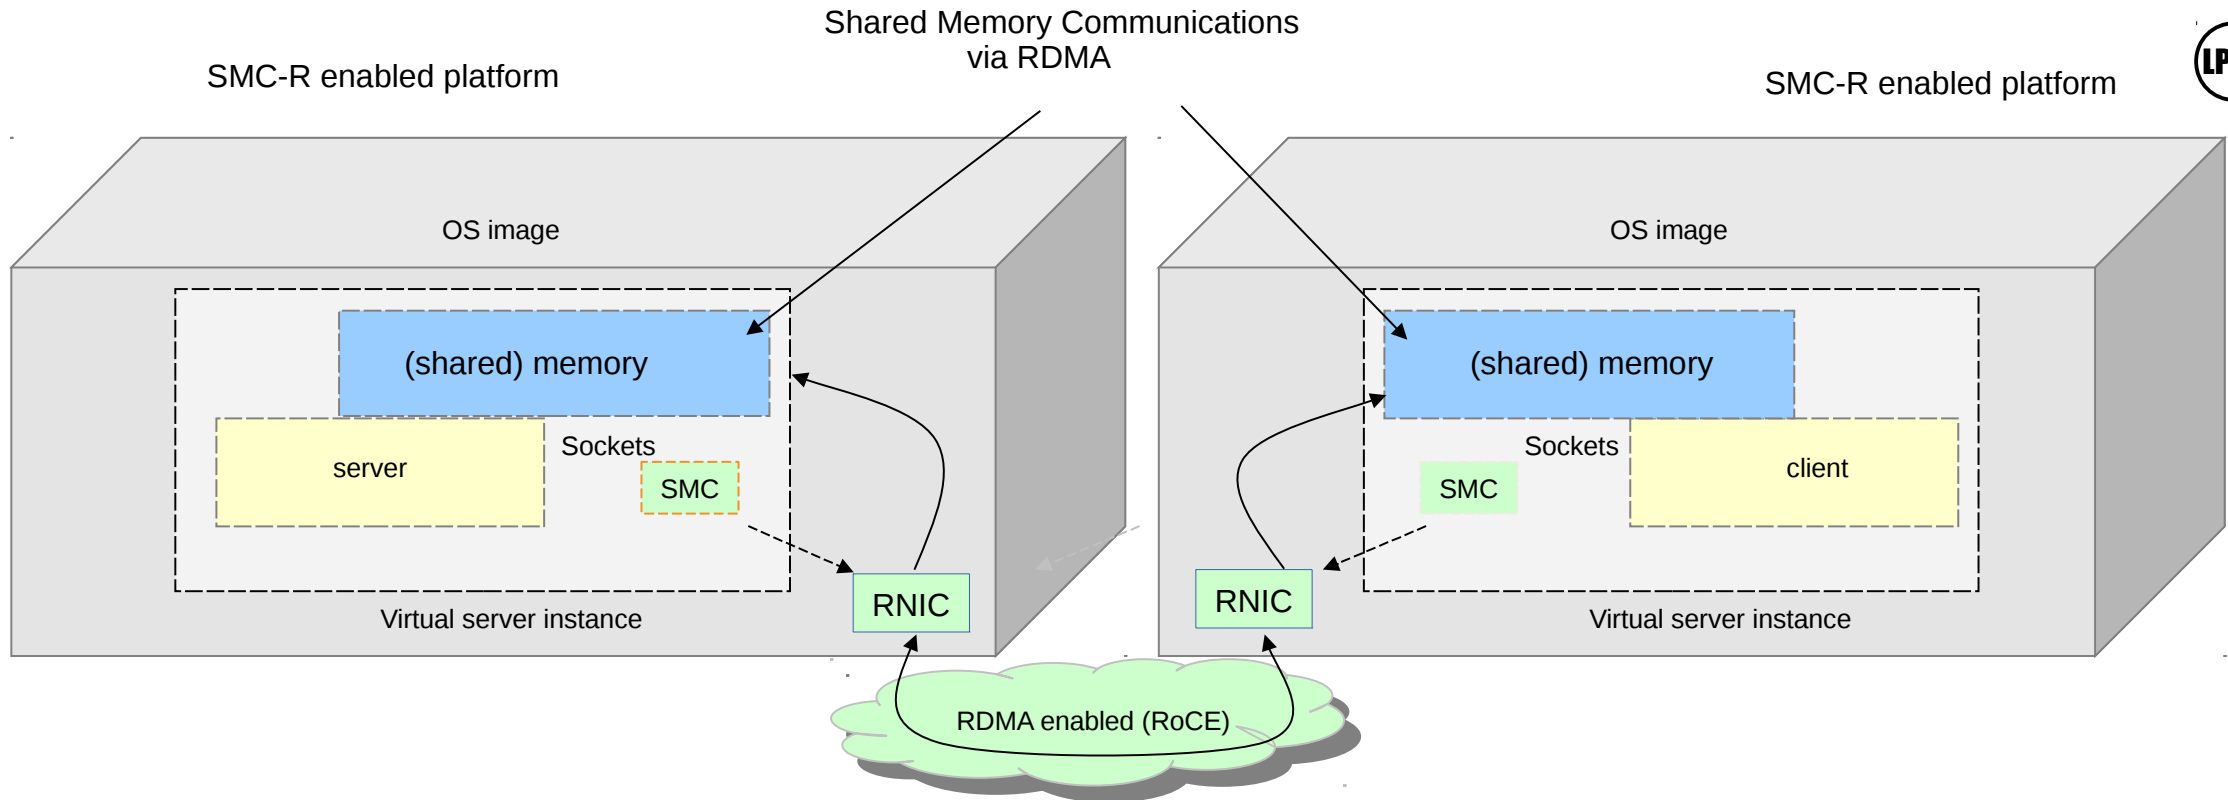 Shared Memory Communications
via RDMA
SMC-R enabled platform
SMC-R enabled platform
OS image
OS image
(shared) memory
(shared) memory
Sockets
Sockets
server
client
SMC
SMC
RNIC
RNIC
Virtual server instance
Virtual server instance
RDMA enabled (RoCE)